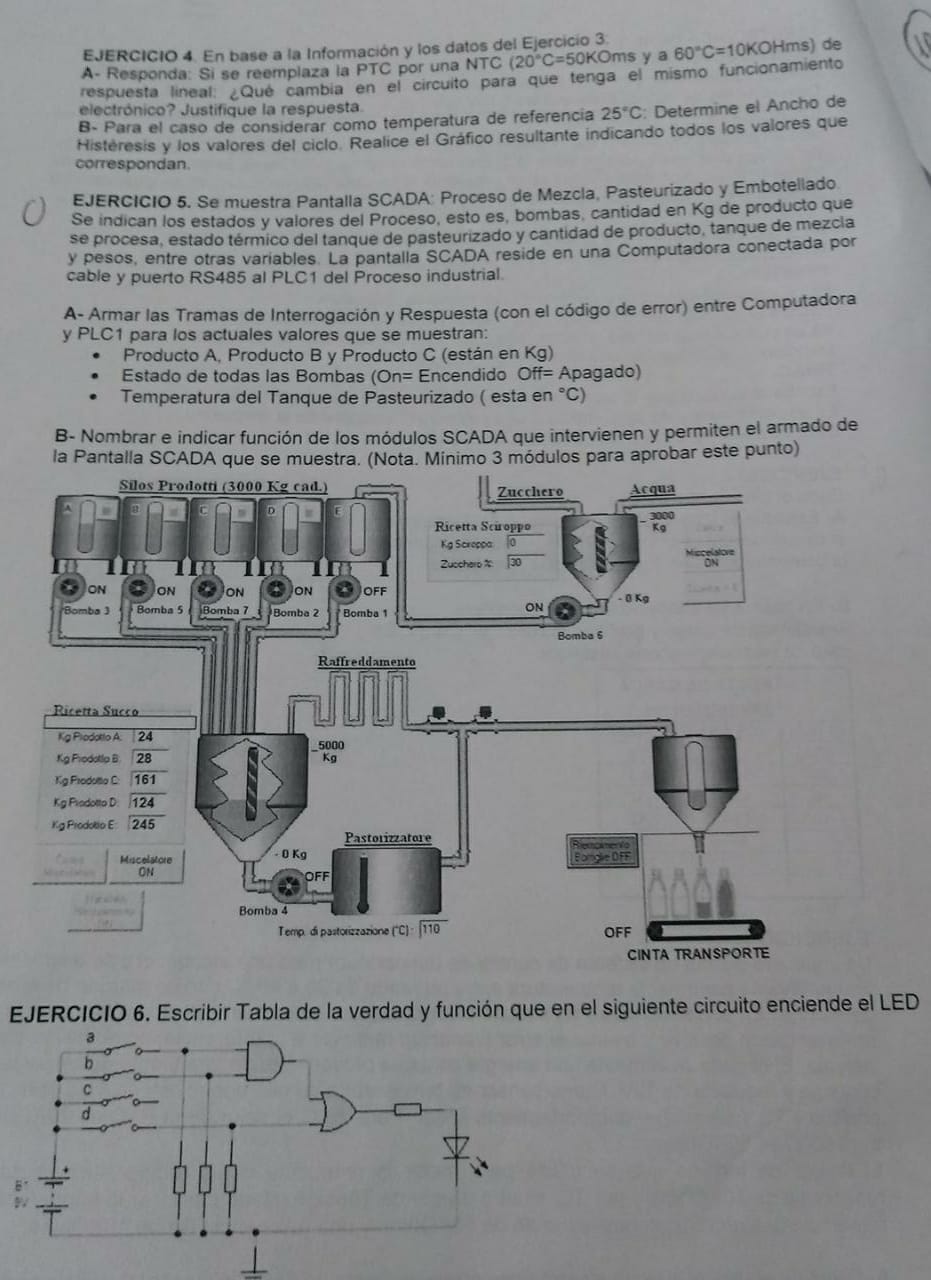 EJERCICIO 4. En base a la Información y los datos del Ejercicio 3:
A- Responda: Si se reemplaza la PTC por una NTC (20°C=50KOms y a 60°C=10KOHms) de
respuesta lineal: ¿Qué cambia en el circuito para que tenga el mismo funcionamiento
electrónico? Justifique la respuesta.
B- Para el caso de considerar como temperatura de referencia 25°C: Determine el Ancho de
Histéresis y los valores del ciclo. Realice el Gráfico resultante indicando todos los valores que
correspondan.
EJERCICIO 5. Se muestra Pantalla SCADA: Proceso de Mezcla, Pasteurizado y Embotellado.
Se indican los estados y valores del Proceso, esto es, bombas, cantidad en Kg de producto que
se procesa, estado térmico del tanque de pasteurizado y cantidad de producto, tanque de mezcla
y pesos, entre otras variables. La pantalla SCADA reside en una Computadora conectada por
cable y puerto RS485 al PLC1 del Proceso industrial.
A- Armar las Tramas de Interrogación y Respuesta (con el código de error) entre Computadora
y PLC1 para los actuales valores que se muestran:
• Producto A, Producto B y Producto C (están en Kg)
• Estado de todas las Bombas (On= Encendido Off= Apagado)
• Temperatura del Tanque de Pasteurizado ( esta en °C)
B- Nombrar e indicar función de los módulos SCADA que intervienen y permiten el armado de
la Pantalla SCADA que se muestra. (Nota. Mínimo 3 módulos para aprobar este punto)
Silos Prodotti (3000 Kg cad.)
Zucchero
Acqua
A B C D E
Ricetta Sciroppo
3000
Kg
Kg Sciroppo: 0
Zucchero %: 30
Miscelatore
ON
ON ON ON ON OFF
Bomba 3 Bomba 5 Bomba 7 Bomba 2 Bomba 1
ON
- 0 Kg
Bomba 6
Raffreddamento
Ricetta Succo
Kg Prodotto A: 24
Kg Prodotto B: 28
Kg Prodotto C: 161
Kg Prodotto D: 124
Kg Prodotto E: 245
5000
Kg
Miscelatore
ON
- 0 Kg
Pastorizzatore
OFF
Bomba 4
Temp. di pastorizzazione (°C): 110
Riempimento
Bottiglie OFF
OFF
CINTA TRANSPORTE
EJERCICIO 6. Escribir Tabla de la verdad y función que en el siguiente circuito enciende el LED
a
b
c
d
+
9V